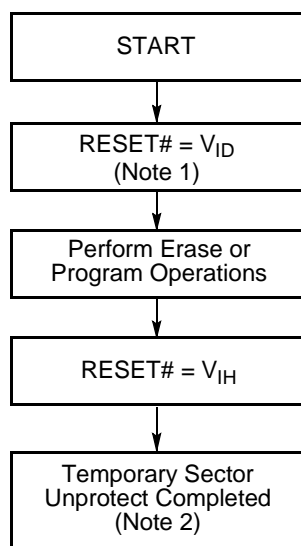 START
RESET# = V_ID
(Note 1)
Perform Erase or
Program Operations
RESET# = V_IH
Temporary Sector
Unprotect Completed
(Note 2)